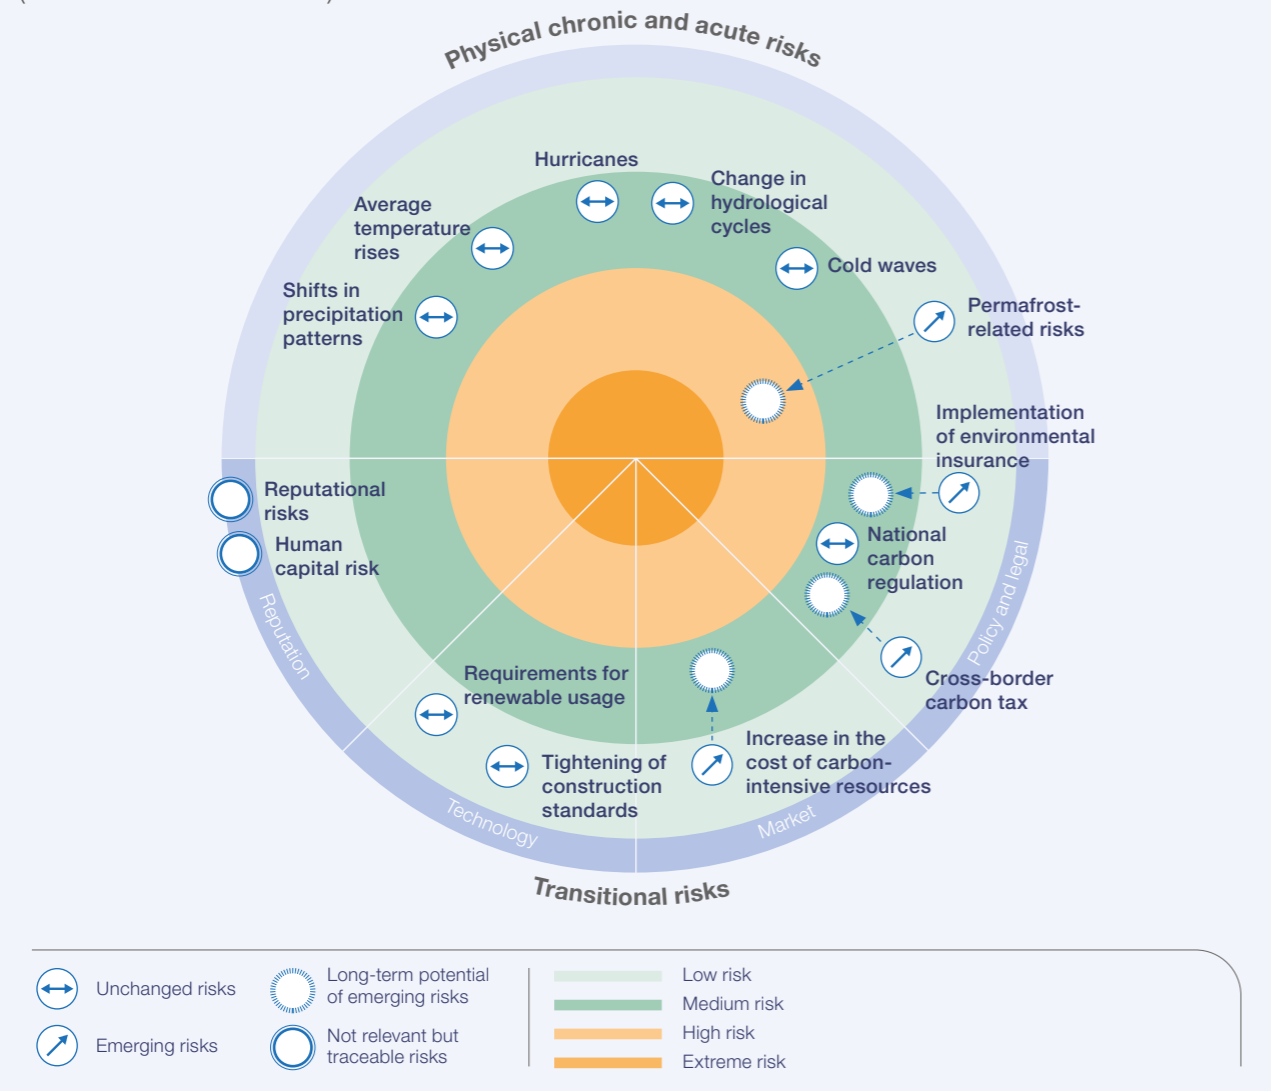 Physical chronic and acute risks
Hurricanes
Change in
hydrological
cycles
Average
temperature
rises
Cold waves
Shifts in
precipitation
patterns
Permafrost-
related risks
Implementation
of environmental
insurance
Reputational
risks
Human
capital risk
National
carbon
regulation
Policy and legal
Reputation
Requirements for
renewable usage
Cross-border
carbon tax
Increase in the
cost of carbon-
intensive resources
Tightening of
construction
standards
Technology
Market
Transitional risks
Unchanged risks
Emerging risks
Long-term potential
of emerging risks
Not relevant but
traceable risks
Low risk
Medium risk
High risk
Extreme risk